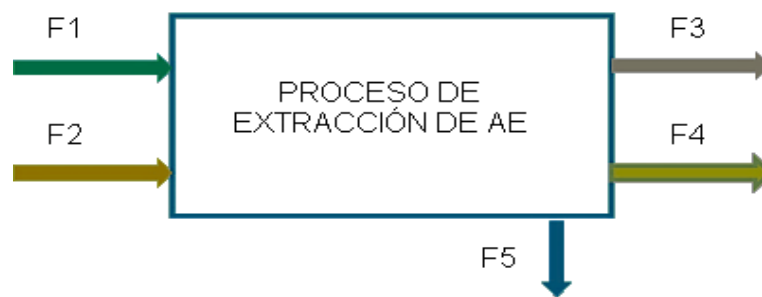 F1
F3
PROCESO DE
EXTRACCIÓN DE AE
F2
F4
F5